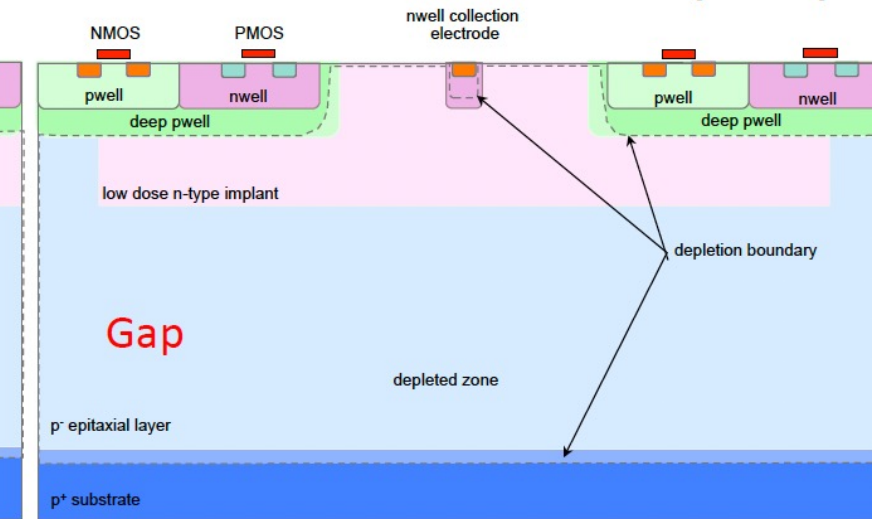 nwell collection
electrode
NMOS
PMOS
pwell
nwell
pwell
nwell
deep pwell
deep pwell
low dose n-type implant
depletion boundary
Gap
depleted zone
p- epitaxial layer
p+ substrate